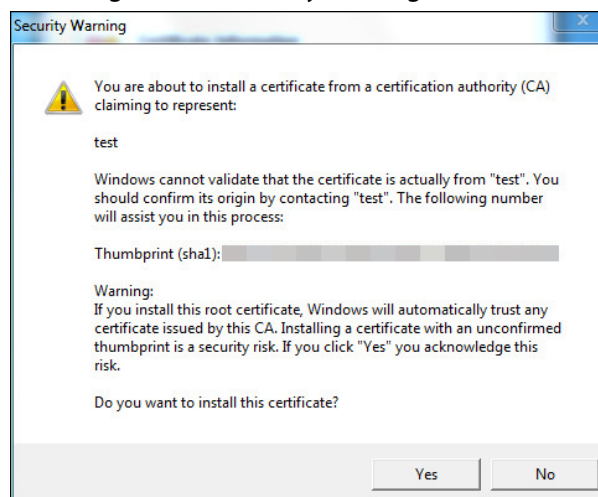 Security Warning
You are about to install a certificate from a certification authority (CA)
claiming to represent:
test
Windows cannot validate that the certificate is actually from "test". You
should confirm its origin by contacting "test". The following number
will assist you in this process:
Thumbprint (sha1):
Warning:
If you install this root certificate, Windows will automatically trust any
certificate issued by this CA. Installing a certificate with an unconfirmed
thumbprint is a security risk. If you click "Yes" you acknowledge this
risk.
Do you want to install this certificate?
Yes
No